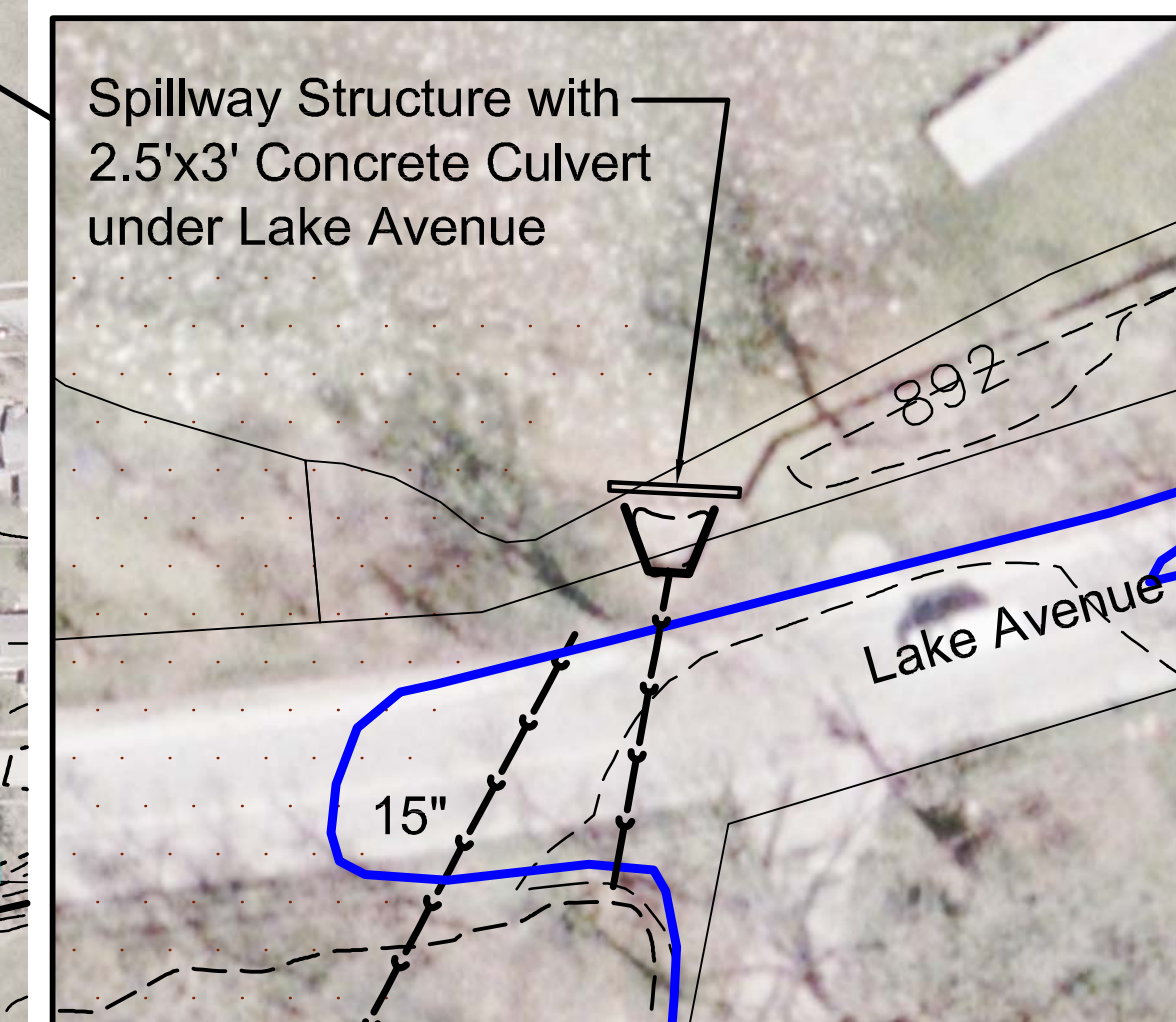 Spillway Structure with
2.5'x3' Concrete Culvert
under Lake Avenue
892
Lake Avenue
15"